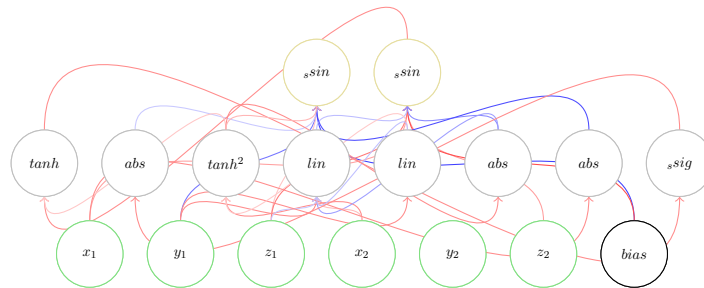 ₛsin ₛsin
tanh abs tanh² lin lin abs abs ₛsig
x₁ y₁ z₁ x₂ y₂ z₂ bias